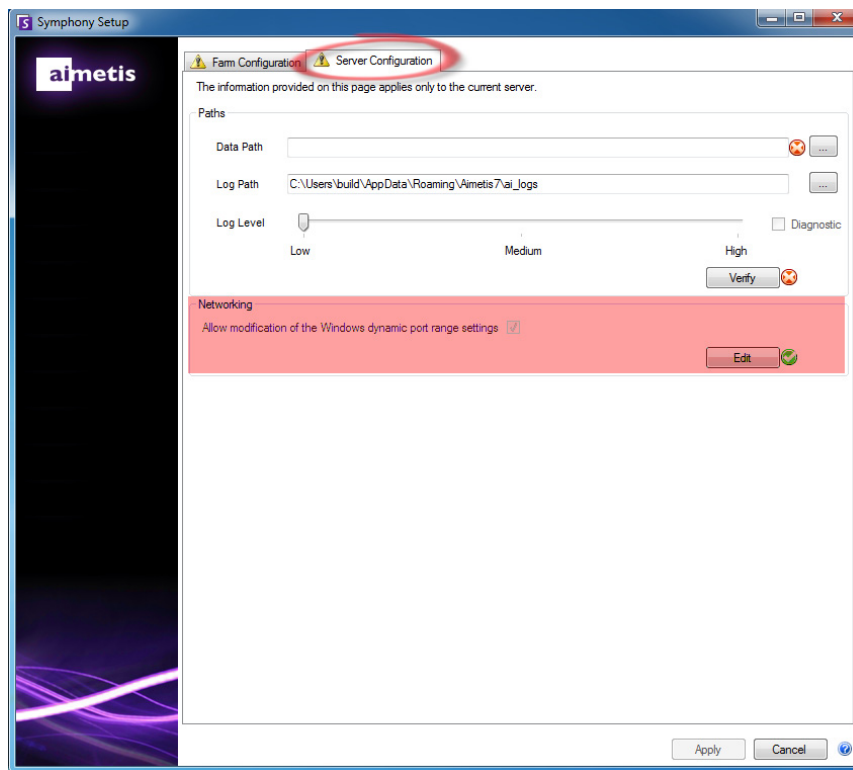 Symphony Setup
aimetis
Farm Configuration
Server Configuration
The information provided on this page applies only to the current server.
Paths
Data Path
...
Log Path
C:\Users\build\AppData\Roaming\Aimetis7\ai_logs
...
Log Level
Diagnostic
Low
Medium
High
Verify
Networking
Allow modification of the Windows dynamic port range settings
Edit
Apply
Cancel
?